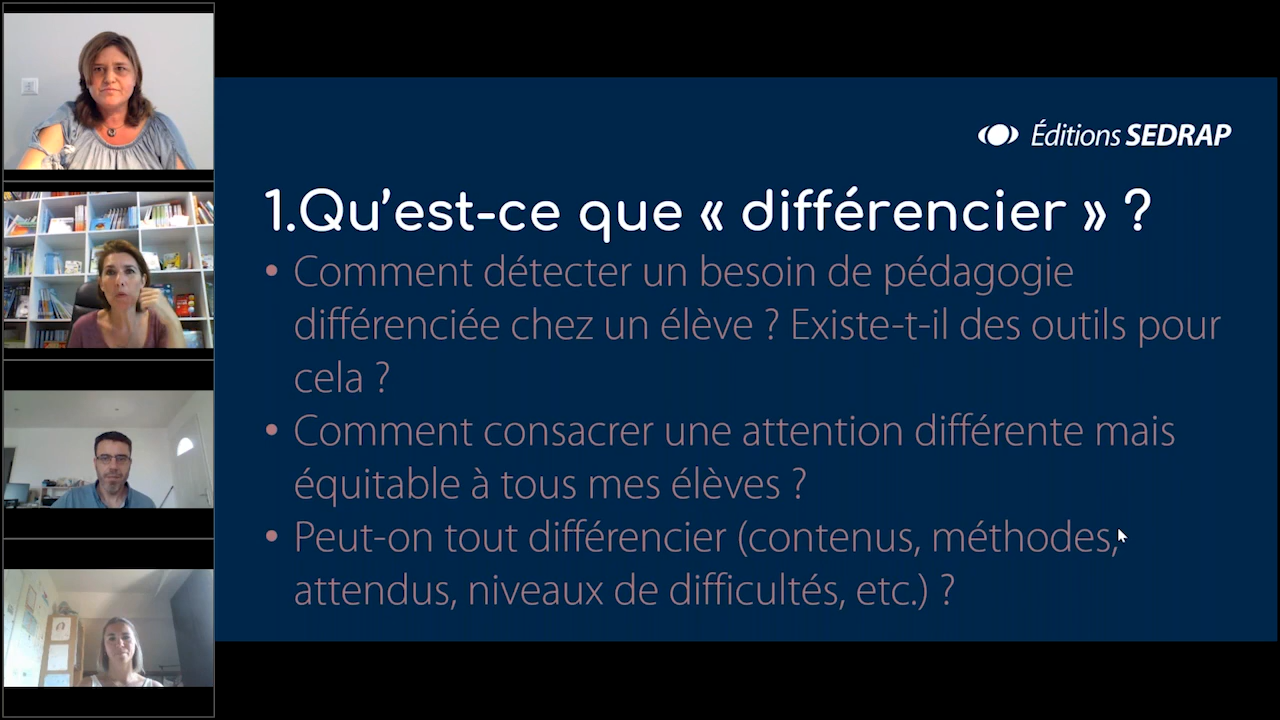 Éditions SEDRAP
1.Qu’est-ce que « différencier » ?
• Comment détecter un besoin de pédagogie
différenciée chez un élève ? Existe-t-il des outils pour
cela ?
• Comment consacrer une attention différente mais
équitable à tous mes élèves ?
• Peut-on tout différencier (contenus, méthodes,
attendus, niveaux de difficultés, etc.) ?